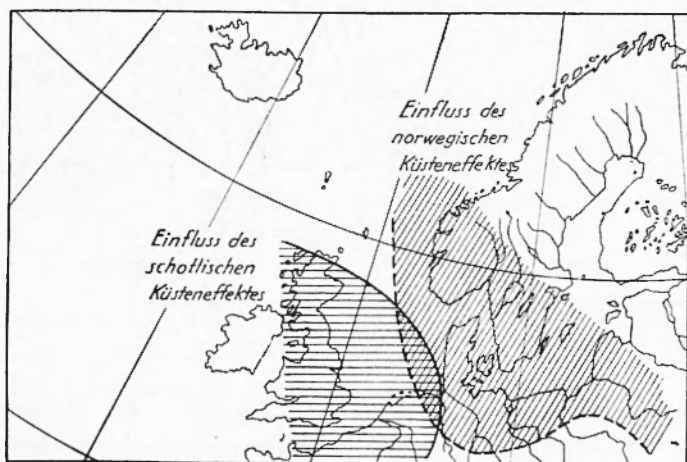 Einfluss des
norwegischen
Küsteneffektes
Einfluss des
schottischen
Küsteneffektes